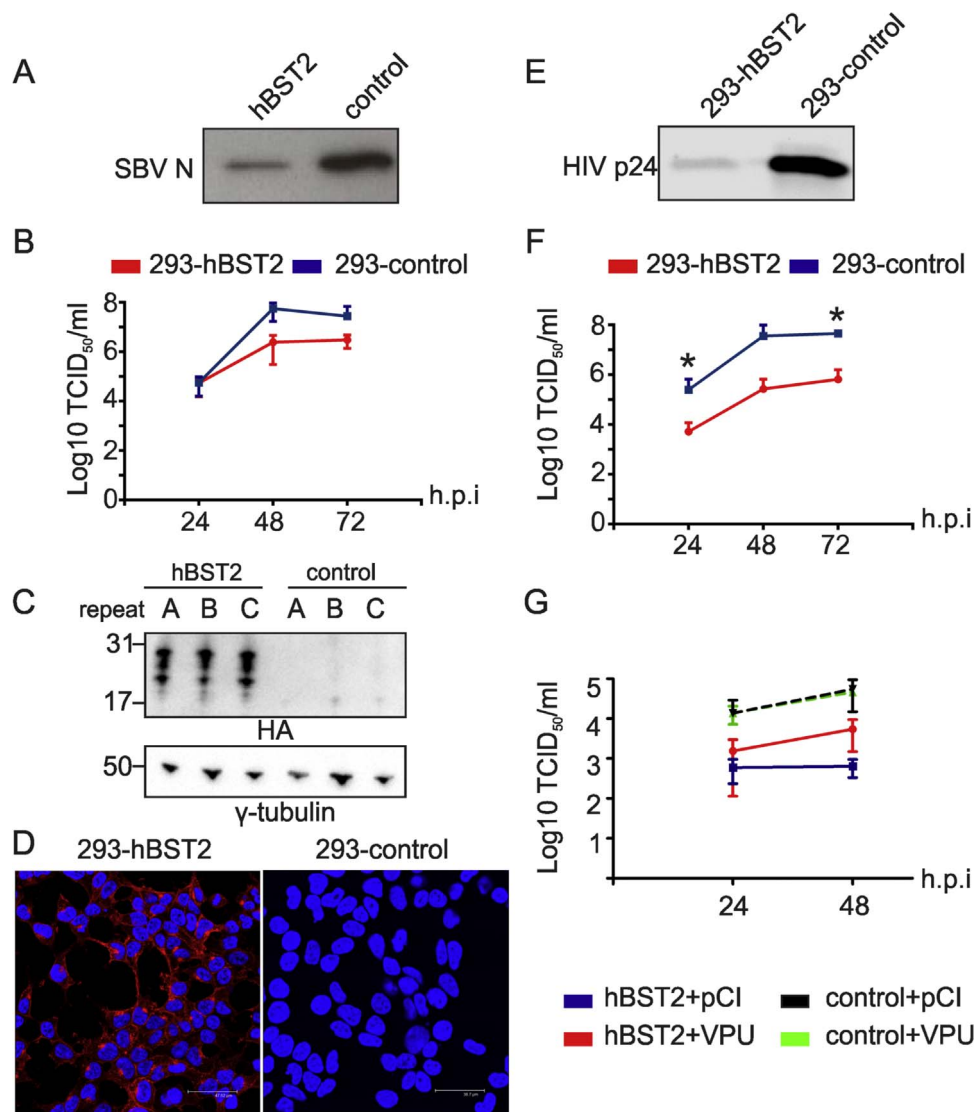 A
hBST2
control
SBV N
B
293-hBST2 293-control
Log10 TCID50/ml
8
6
4
2
0
24 48 72
h.p.i
C
hBST2 control
repeat A B C A B C
31
17
HA
50
γ-tubulin
D
293-hBST2 293-control
E
293-hBST2
293-control
HIV p24
F
293-hBST2 293-control
Log10 TCID50/ml
8
6
4
2
0
* *
24 48 72
h.p.i
G
Log10 TCID50/ml
5
4
3
2
1
24 48
h.p.i
hBST2+pCI control+pCI
hBST2+VPU control+VPU